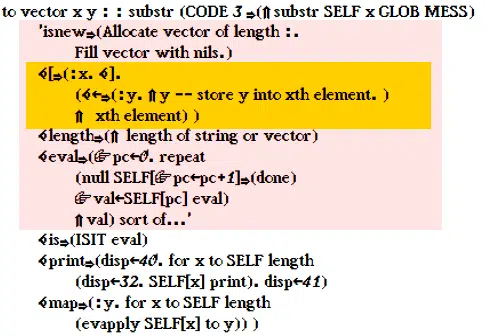 to vector x y : : substr (CODE 3⇒(⇑substr SELF x GLOB MESS)
'isnew⇒(Allocate vector of length :.
Fill vector with nils.)
∢[⇒(:x. ∢].
(∢←⇒(:y. ⇑y -- store y into xth element. )
⇑ xth element) )
∢length⇒(⇑ length of string or vector)
∢eval⇒(☞pc←0. repeat
(null SELF[☞pc←pc+1]⇒(done)
☞val←SELF[pc] eval)
⇑val) sort of...'
∢is⇒(ISIT eval)
∢print⇒(disp←40. for x to SELF length
(disp←32. SELF[x] print). disp←41)
∢map⇒(:y. for x to SELF length
(evapply SELF[x] to y)) )